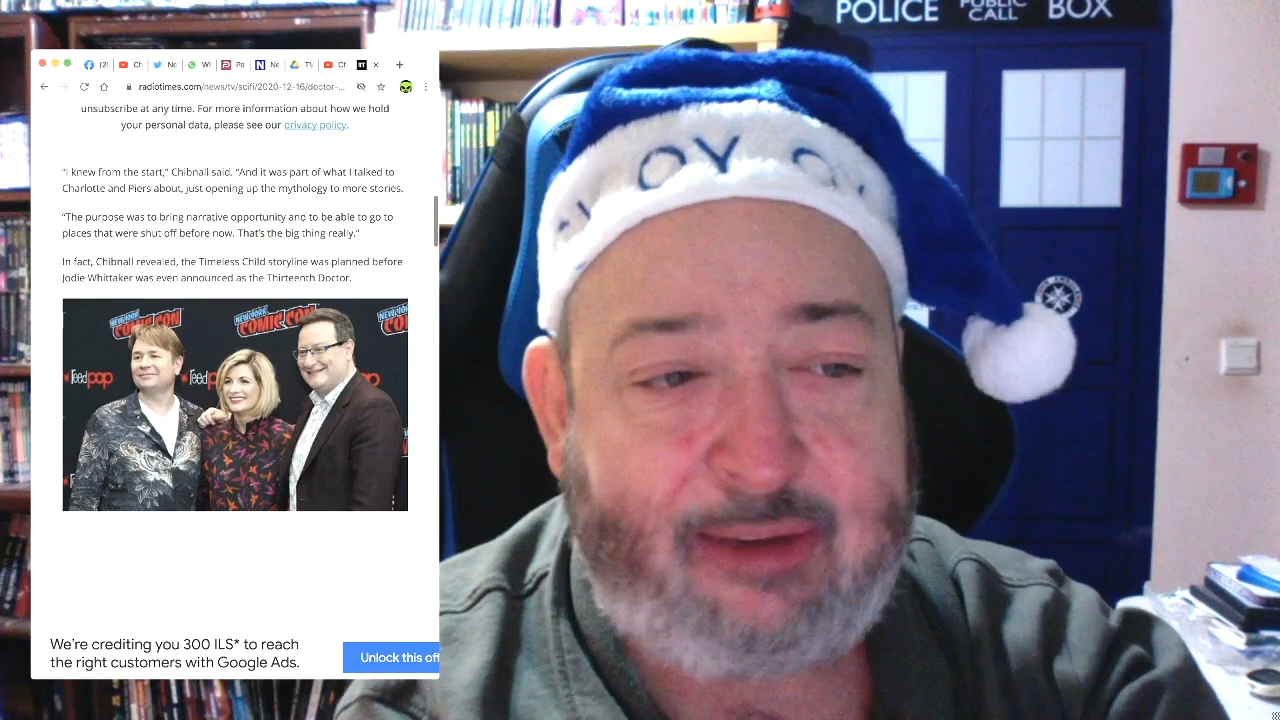 POLICE PUBLIC CALL BOX
radiotimes.com/news/tv/scifi/2020-12-16/doctor-...
unsubscribe at any time. For more information about how we hold
your personal data, please see our privacy policy.
"I knew from the start," Chibnall said. "And it was part of what I talked to
Charlotte and Piers about, just opening up the mythology to more stories.
"The purpose was to bring narrative opportunity and to be able to go to
places that were shut off before now. That's the big thing really."
In fact, Chibnall revealed, the Timeless Child storyline was planned before
Jodie Whittaker was even announced as the Thirteenth Doctor.
NEW YORK COMIC CON
NEW YORK COMIC CON
NEW YORK
CO
feedpop
feedp
pop
feed
We're crediting you 300 ILS* to reach
the right customers with Google Ads.
Unlock this off
OY